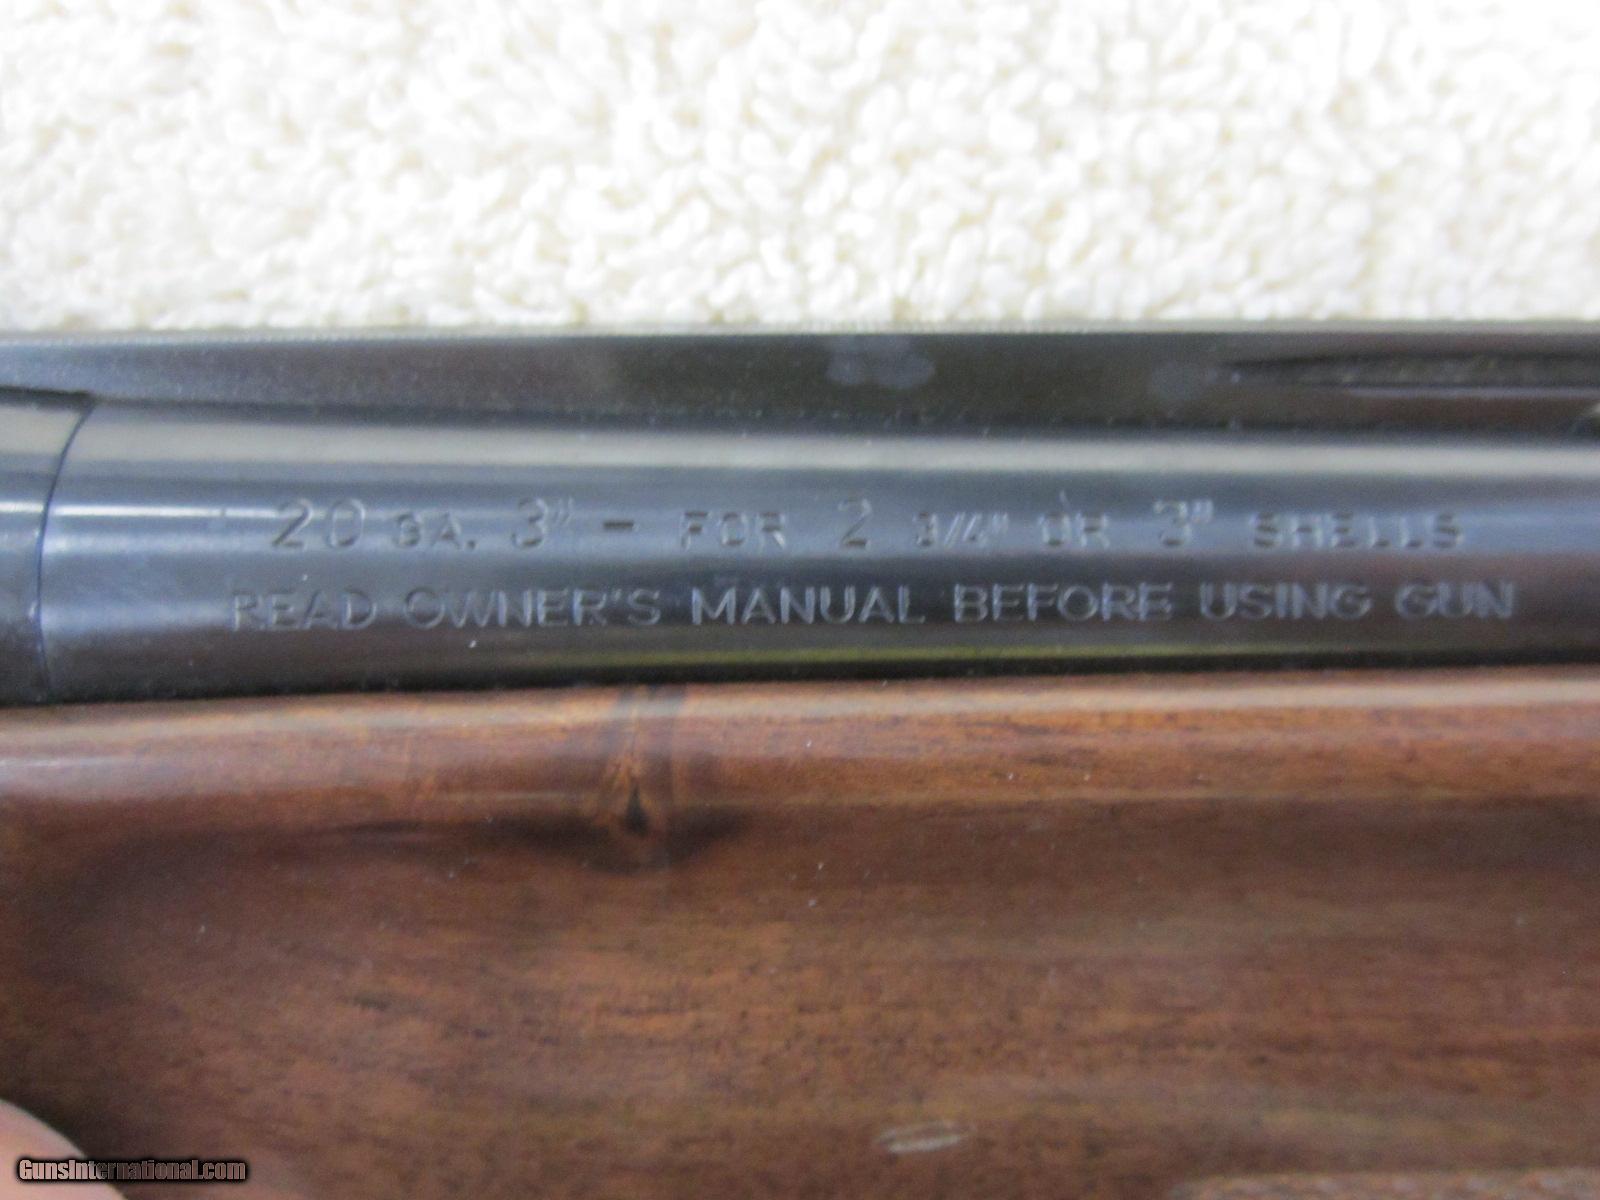 20 GA. 3" - FOR 2 3/4" OR 3" SHELLS
READ OWNER'S MANUAL BEFORE USING GUN
GunsInternational.com